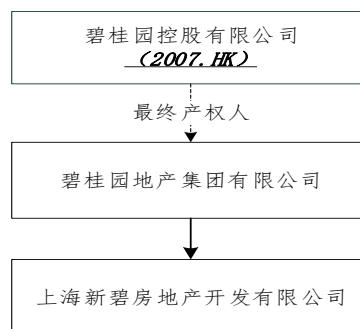 碧桂园控股有限公司
（2007.HK）
最终产权人
碧桂园地产集团有限公司
上海新碧房地产开发有限公司